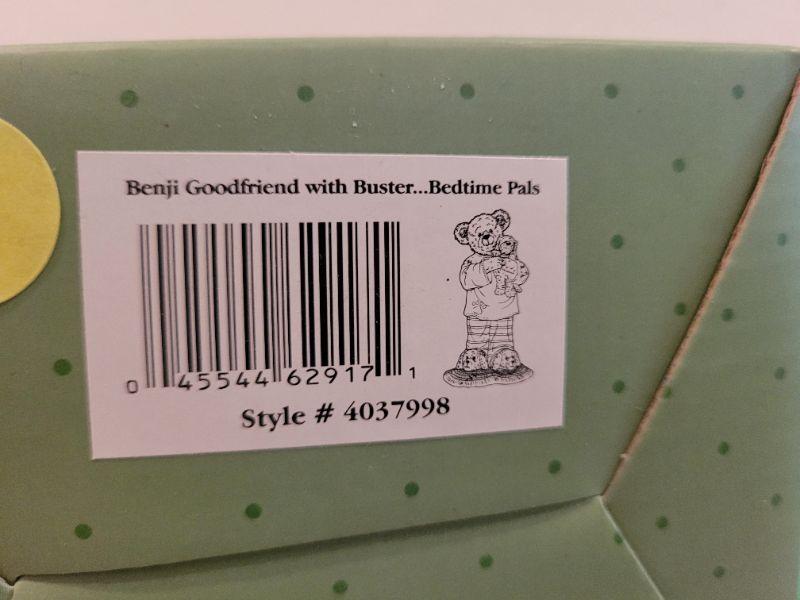 Benji Goodfriend with Buster...Bedtime Pals
0 45544 62917 1
Style # 4037998